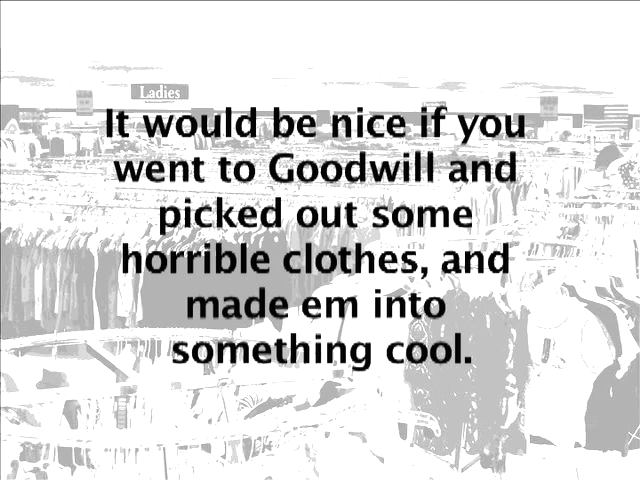 Ladies
It would be nice if you
went to Goodwill and
picked out some
horrible clothes, and
made em into
something cool.